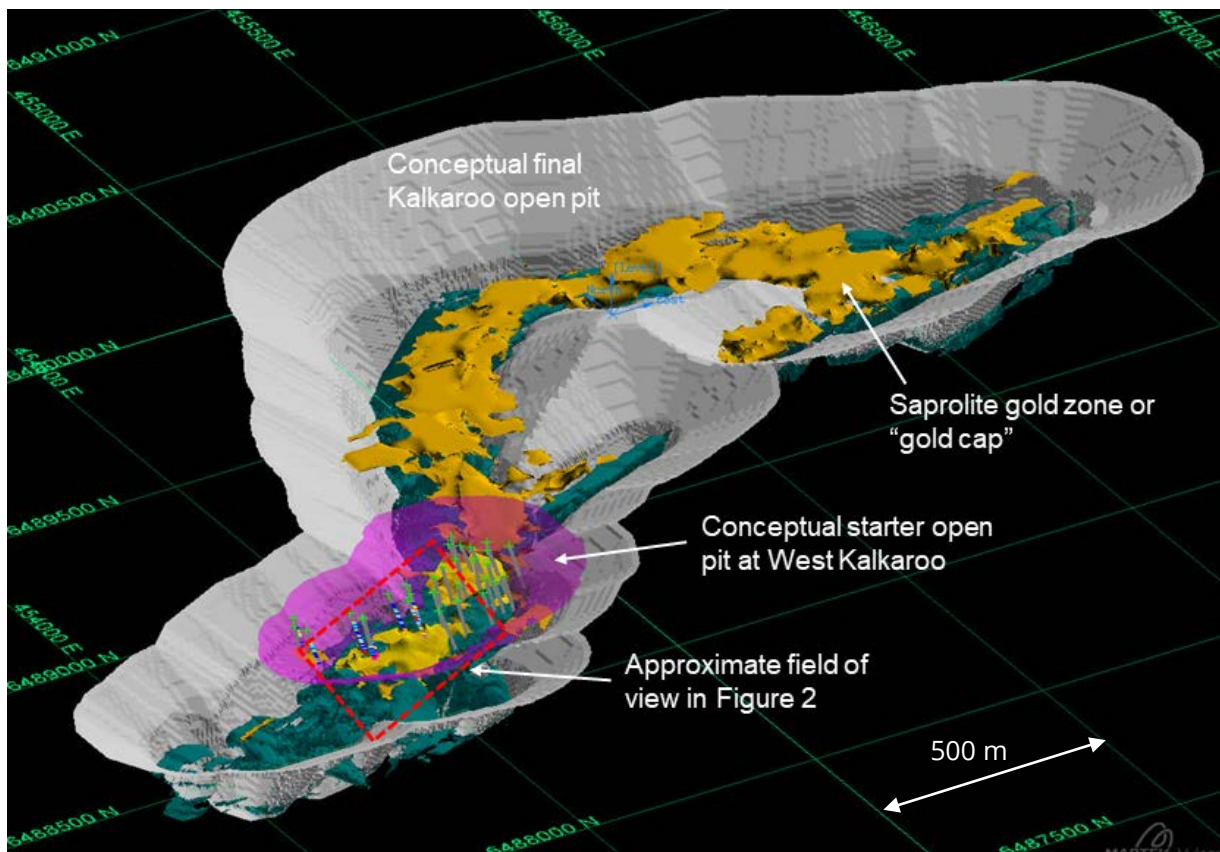 6491000 N
455500 E
456000 E
456500 E
457000 E
455000 E
6490500 N
Conceptual final
Kalkaroo open pit
East
Saprolite gold zone or
“gold cap”
6489500 N
Conceptual starter open
pit at West Kalkaroo
454000 E
6489000 N
Approximate field of
view in Figure 2
500 m
6488500 N
6488000 N
6487500 N